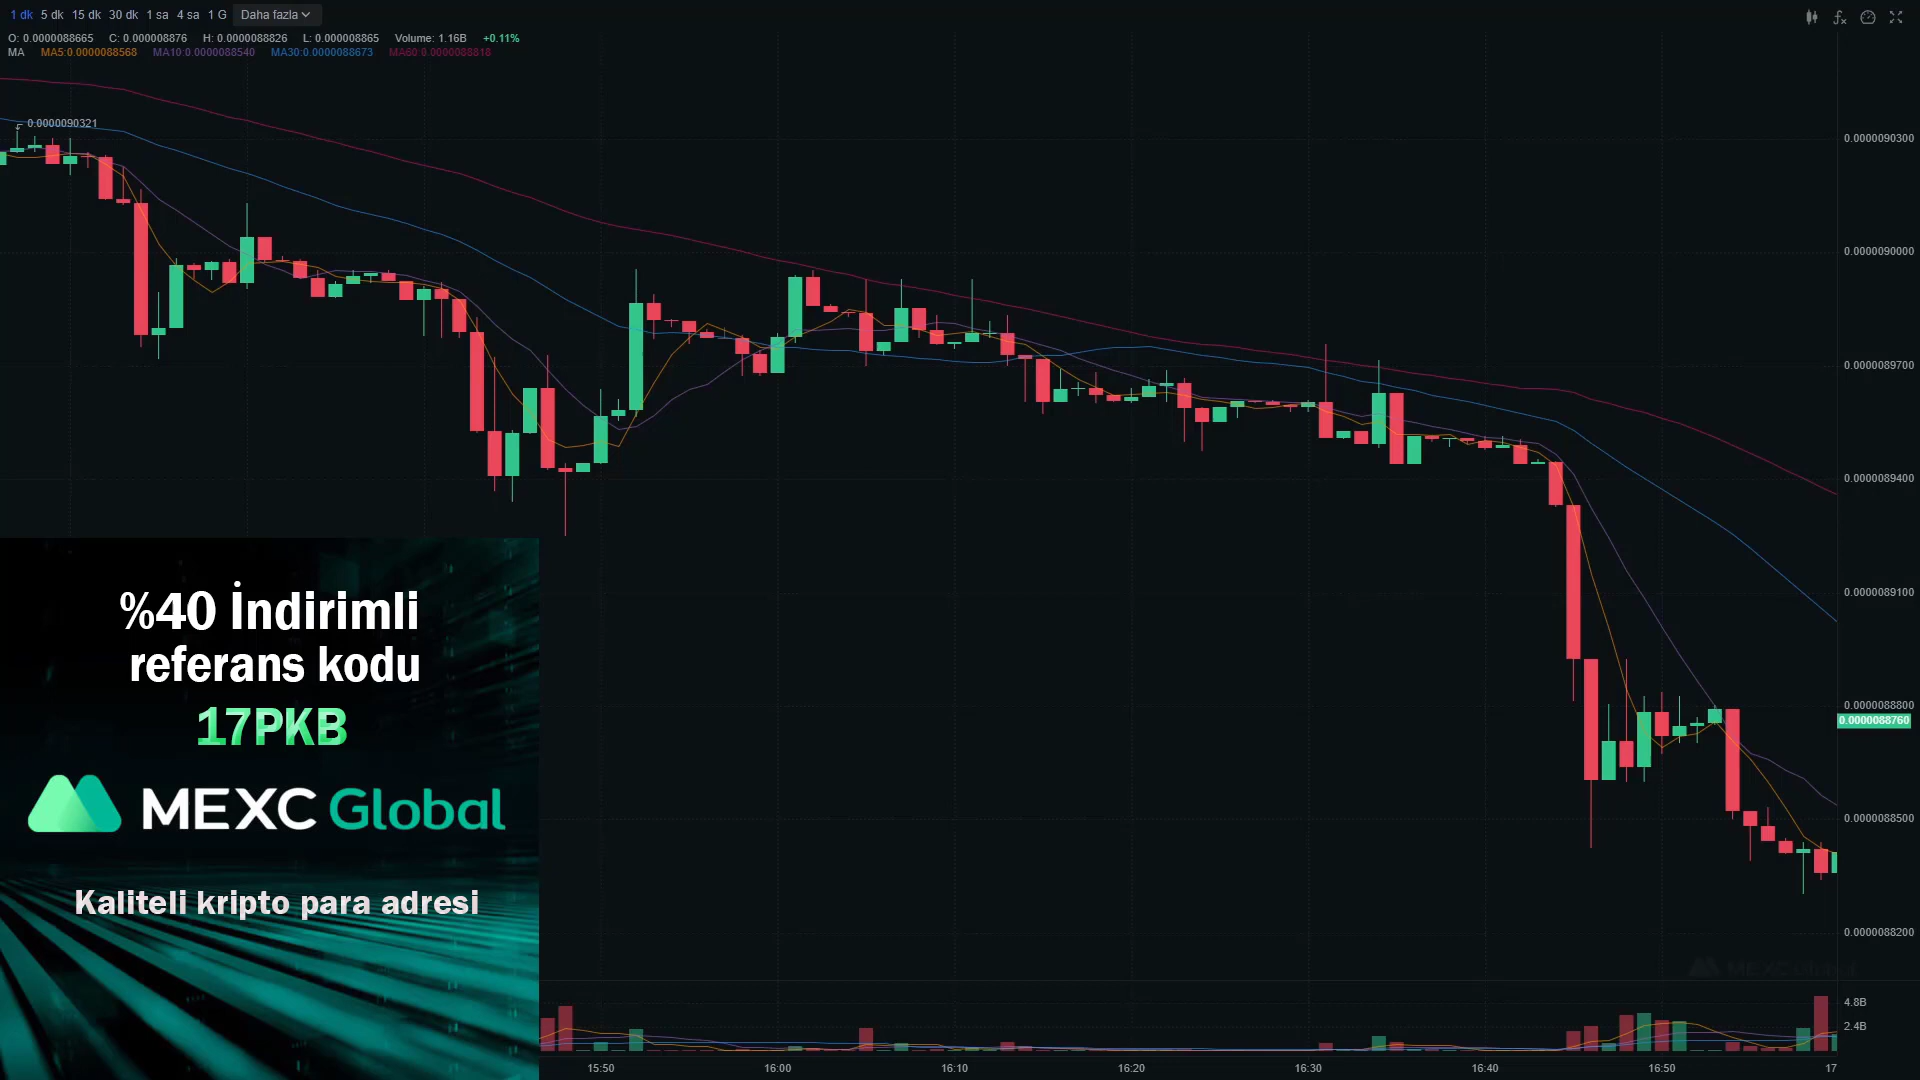 1 dk 5 dk 15 dk 30 dk 1 sa 4 sa 1 G Daha fazla
O: 0.0000088665 C: 0.000008876 H: 0.0000088826 L: 0.000008865 Volume: 1.16B +0.11%
MA MA5:0.0000088568 MA10:0.0000088540 MA30:0.0000088673 MA60:0.0000088818
0.0000090321
0.0000090300
0.0000090000
0.0000089700
0.0000089400
0.0000089100
0.0000088800
0.0000088760
0.0000088500
0.0000088200
%40 İndirimli
referans kodu
17PKB
MEXC Global
Kaliteli kripto para adresi
MEXC Global
4.8B
2.4B
15:50 16:00 16:10 16:20 16:30 16:40 16:50 17